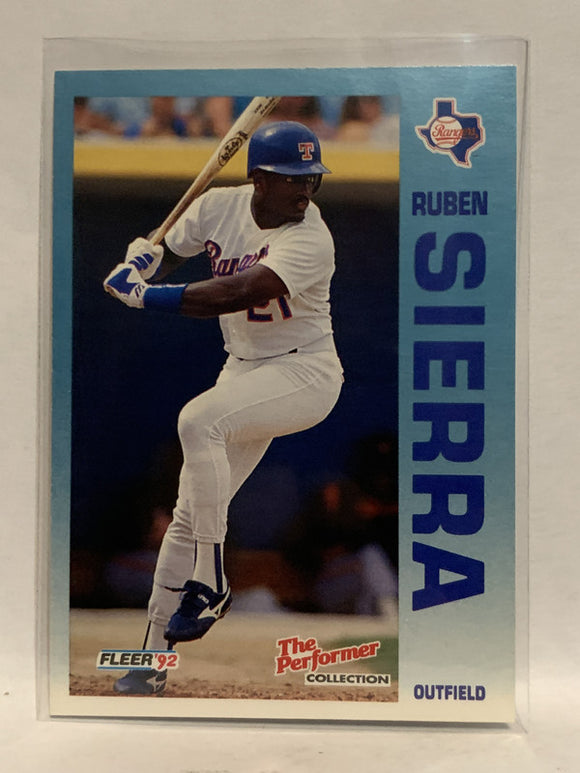 Rangers
RUBEN
SIERRA
T
Rangers
21
FLEER '92
The
Performer
COLLECTION
OUTFIELD